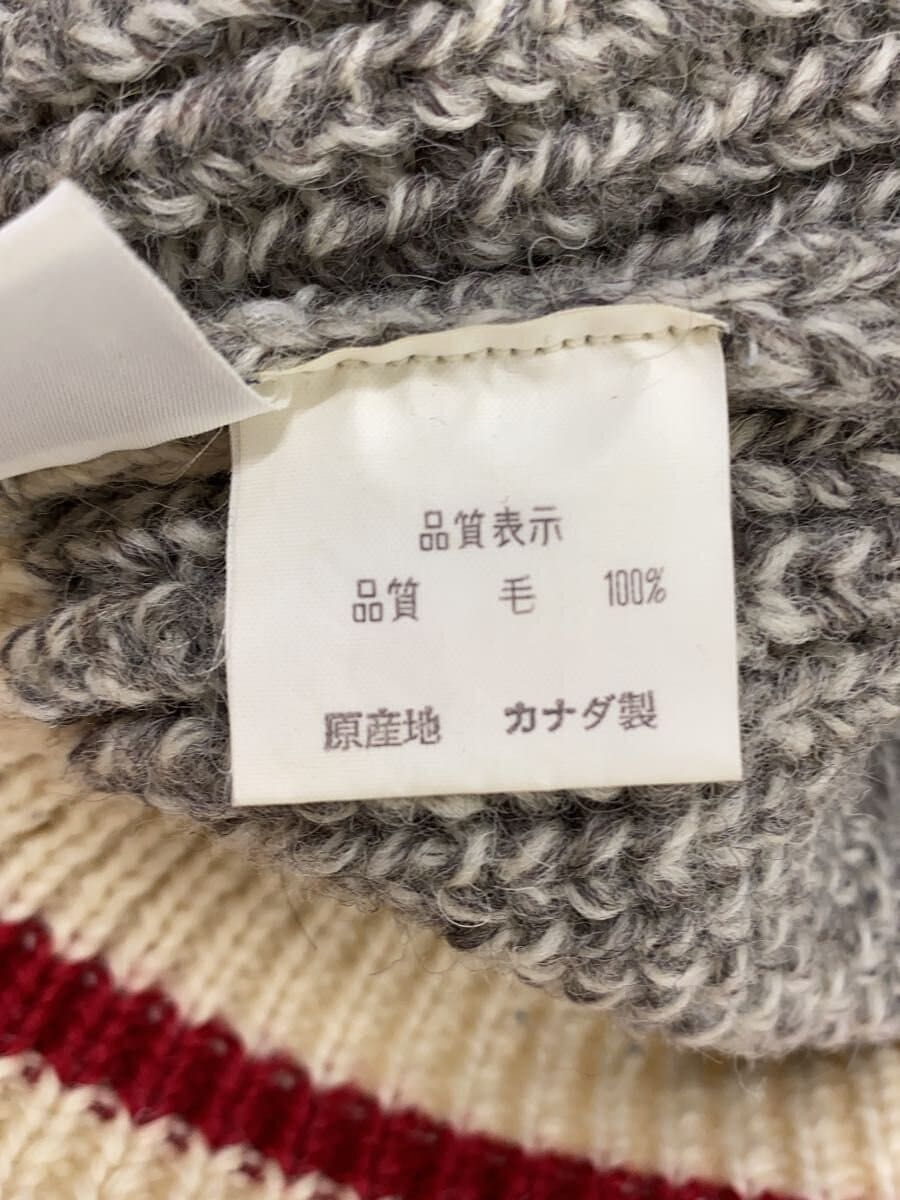 品質表示
品質 毛 100%
原産地 カナダ製